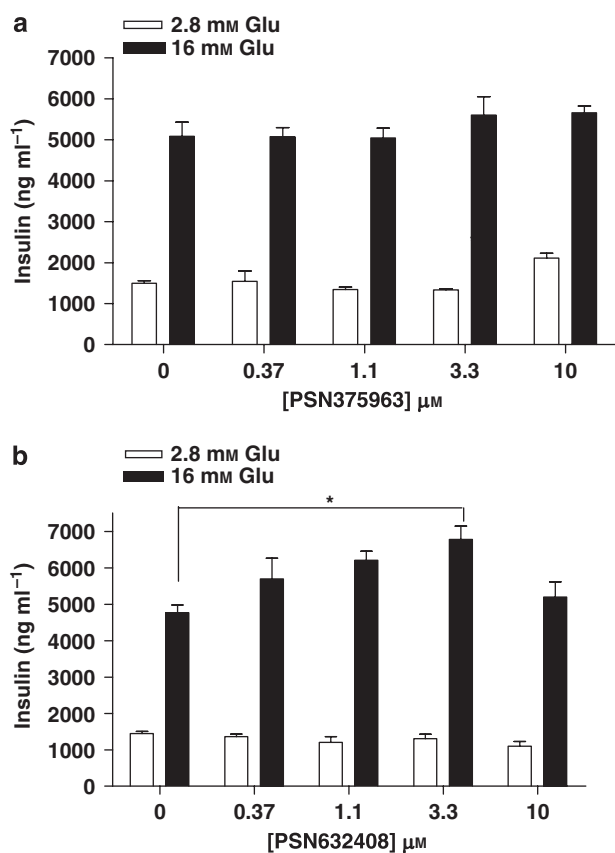 a
2.8 mM Glu
16 mM Glu
7000
6000
5000
4000
3000
2000
1000
0
Insulin (ng ml⁻¹)
0 0.37 1.1 3.3 10
[PSN375963] μM
b
2.8 mM Glu
16 mM Glu
*
7000
6000
5000
4000
3000
2000
1000
0
Insulin (ng ml⁻¹)
0 0.37 1.1 3.3 10
[PSN632408] μM